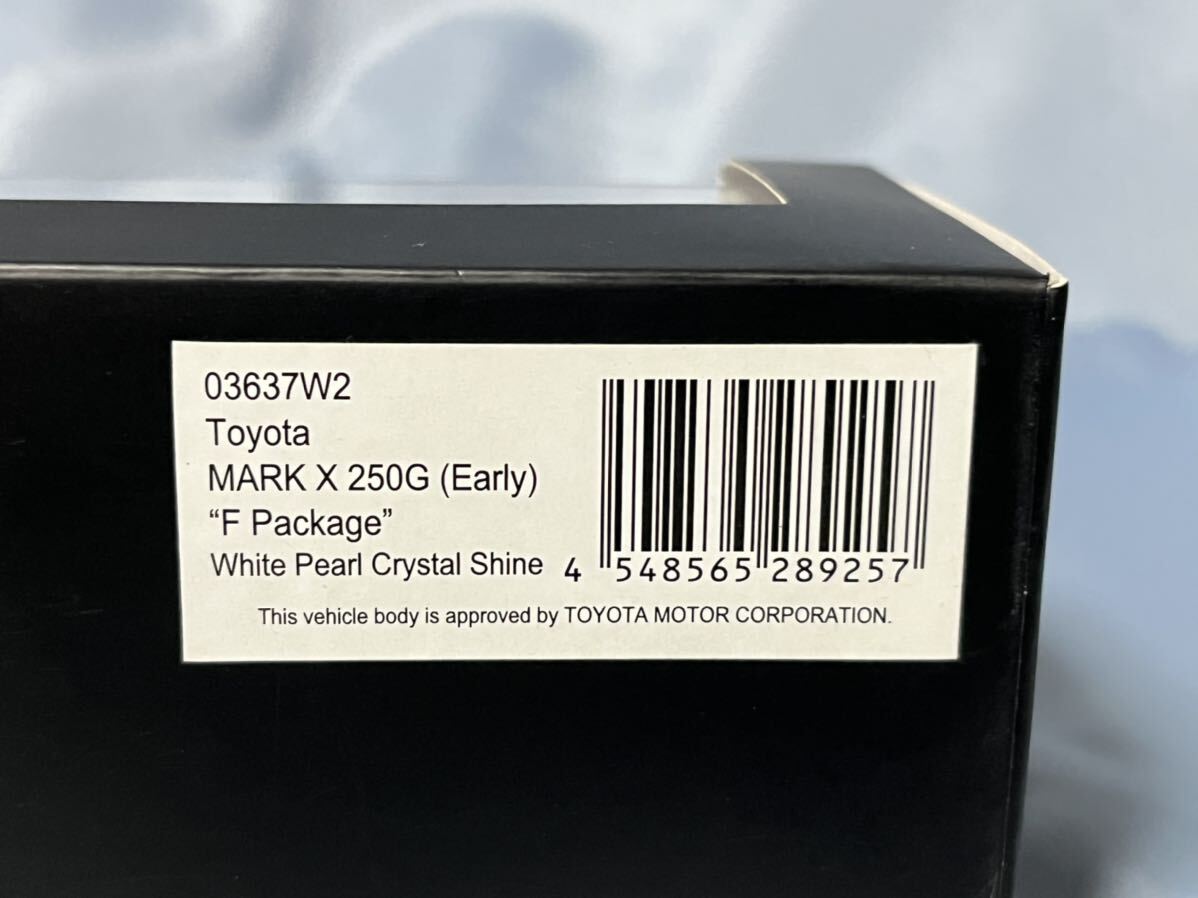 03637W2
Toyota
MARK X 250G (Early)
“F Package”
White Pearl Crystal Shine
4 548565 289257
This vehicle body is approved by TOYOTA MOTOR CORPORATION.